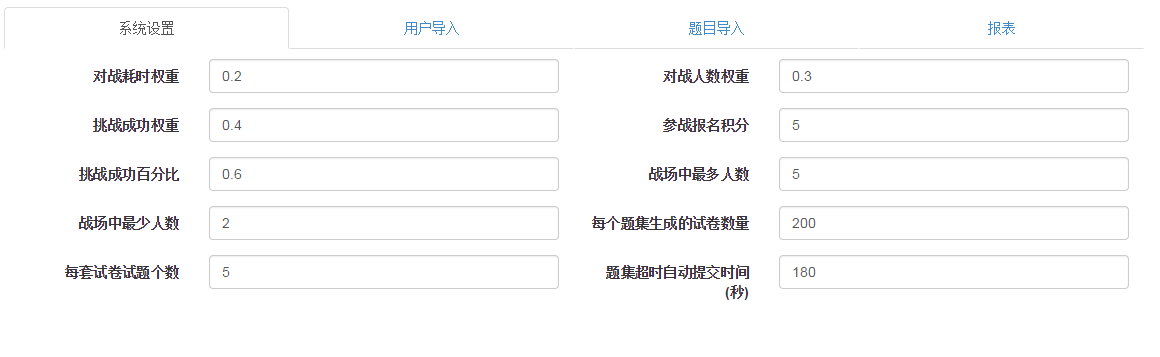 系统设置
用户导入
题目导入
报表
对战耗时权重
0.2
对战人数权重
0.3
挑战成功权重
0.4
参战报名积分
5
挑战成功百分比
0.6
战场中最多人数
5
战场中最少人数
2
每个题集生成的试卷数量
200
每套试卷试题个数
5
题集超时自动提交时间
(秒)
180